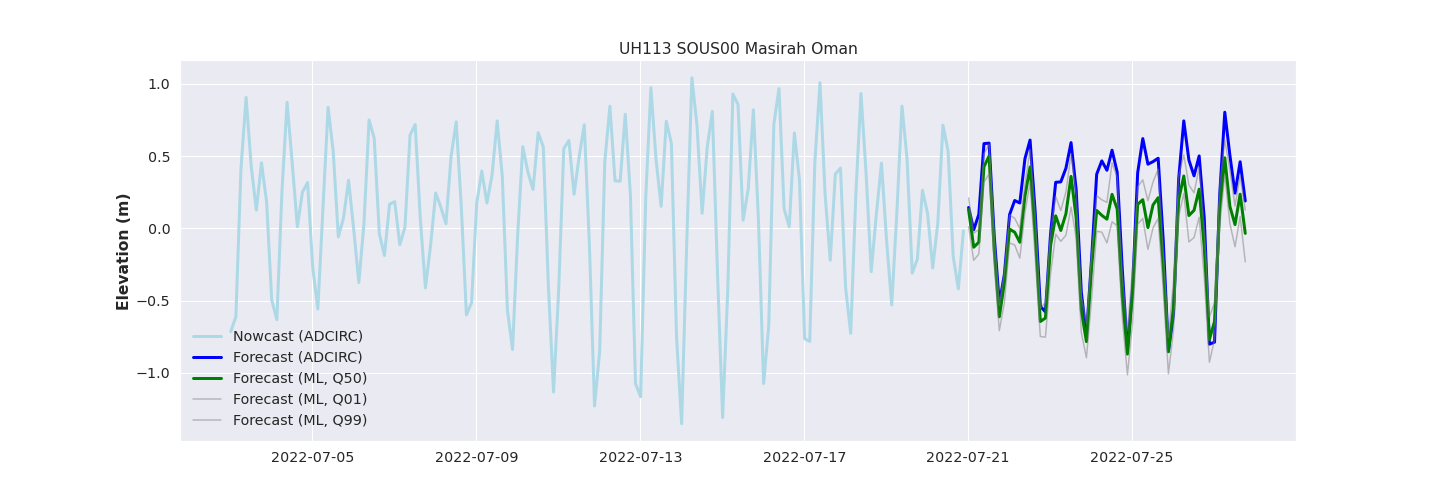 UH113 SOUS00 Masirah Oman
1.0
0.5
0.0
−0.5
−1.0
Elevation (m)
Nowcast (ADCIRC)
Forecast (ADCIRC)
Forecast (ML, Q50)
Forecast (ML, Q01)
Forecast (ML, Q99)
2022-07-05 2022-07-09 2022-07-13 2022-07-17 2022-07-21 2022-07-25